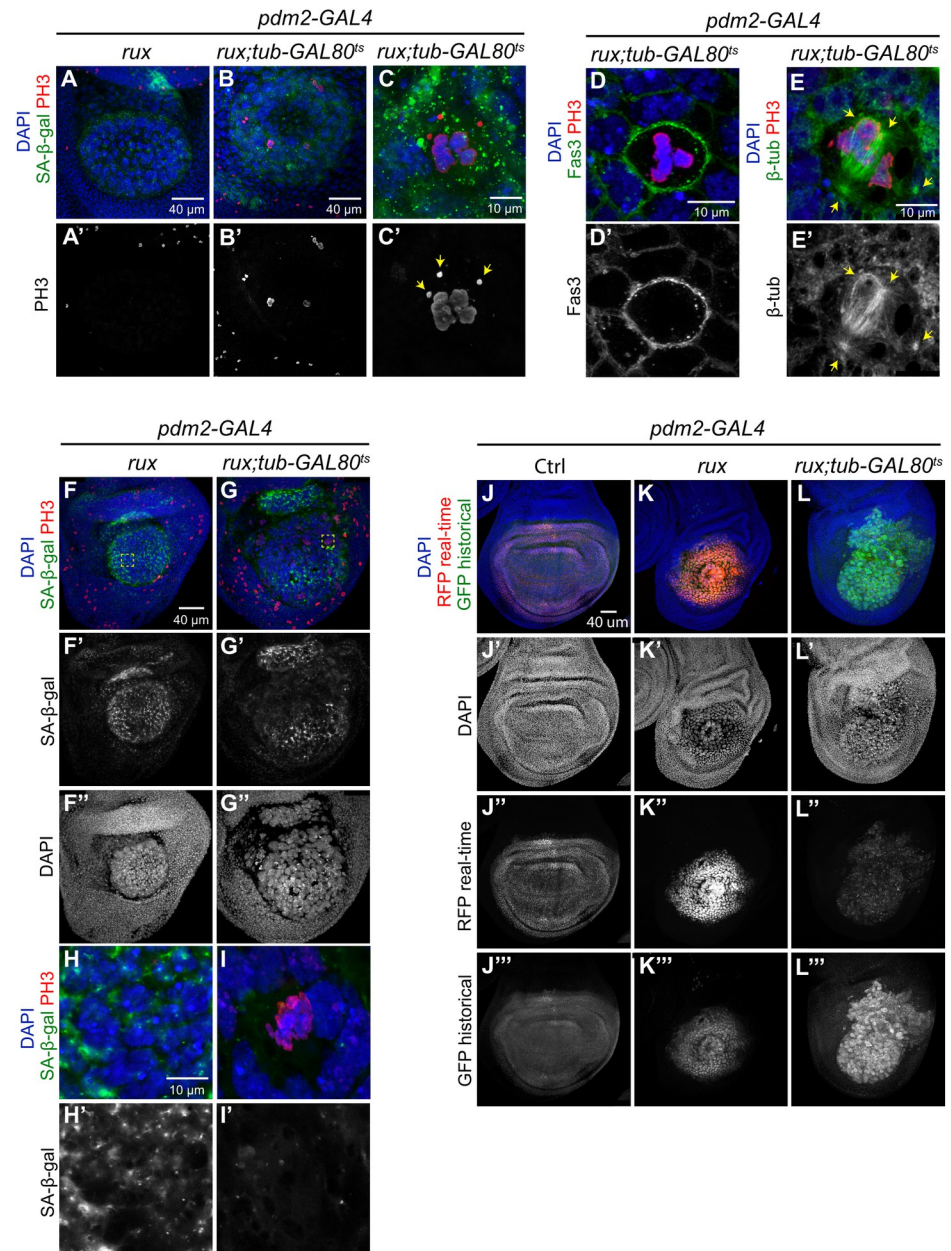 pdm2-GAL4
rux rux;tub-GAL80ts rux;tub-GAL80ts
A B C
DAPI
SA-β-gal PH3
40 μm 40 μm 10 μm
A' B' C'
PH3
pdm2-GAL4
rux;tub-GAL80ts rux;tub-GAL80ts
D E
DAPI
Fas3 PH3
10 μm
DAPI
β-tub PH3
10 μm
D' E'
Fas3
β-tub
pdm2-GAL4
rux rux;tub-GAL80ts
F G
DAPI
SA-β-gal PH3
40 μm
F' G'
SA-β-gal
F" G"
DAPI
H I
DAPI
SA-β-gal PH3
10 μm
H' I'
SA-β-gal
pdm2-GAL4
Ctrl rux rux;tub-GAL80ts
J K L
DAPI
RFP real-time
GFP historical
40 um
J' K' L'
DAPI
J" K" L"
RFP real-time
J"' K"' L"'
GFP historical